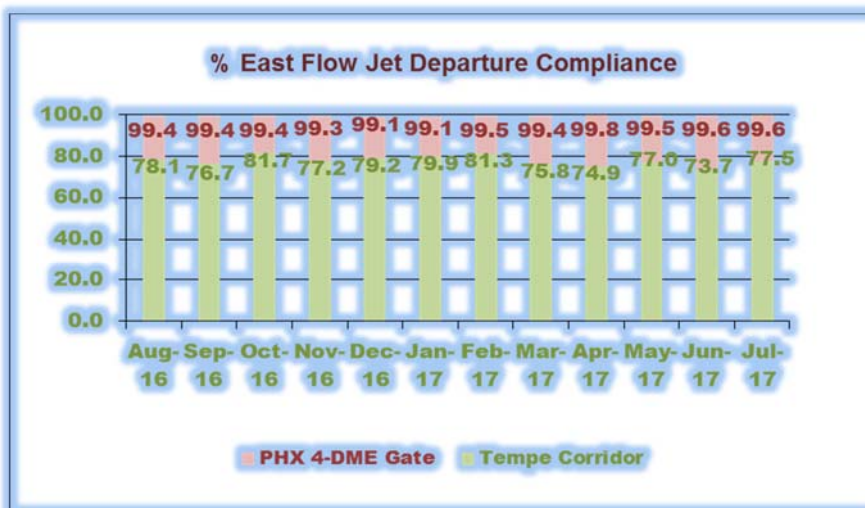 % East Flow Jet Departure Compliance
100.0
80.0
60.0
40.0
20.0
0.0
99.4 99.4 99.4 99.3 99.1 99.1 99.5 99.4 99.8 99.5 99.6 99.6
78.1 76.7 81.7 77.2 79.2 79.9 81.3 75.8 74.9 77.0 73.7 77.5
Aug- Sep- Oct- Nov- Dec- Jan- Feb- Mar- Apr- May- Jun- Jul-
16 16 16 16 16 17 17 17 17 17 17 17
PHX 4-DME Gate Tempe Corridor